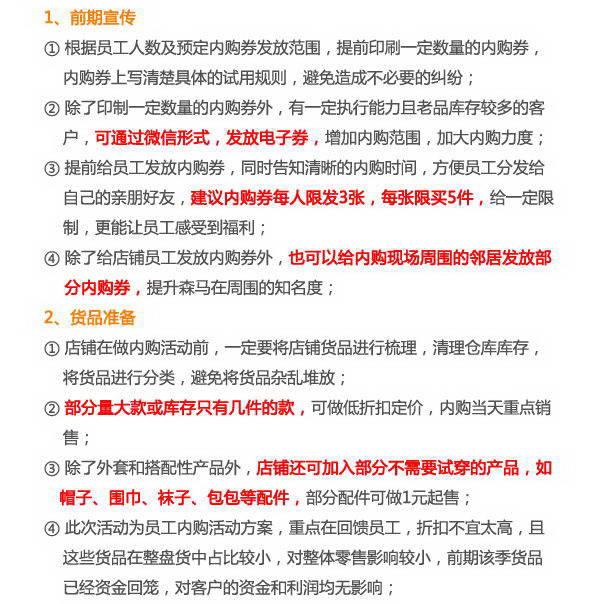 1、前期宣传
① 根据员工人数及预定内购券发放范围，提前印刷一定数量的内购券，
内购券上写清楚具体的试用规则，避免造成不必要的纠纷；
② 除了印制一定数量的内购券外，有一定执行能力且老品库存较多的客
户，可通过微信形式，发放电子券，增加内购范围，加大内购力度；
③ 提前给员工发放内购券，同时告知清晰的内购时间，方便员工分发给
自己的亲朋好友，建议内购券每人限发3张，每张限买5件，给一定限
制，更能让员工感受到福利；
④ 除了给店铺员工发放内购券外，也可以给内购现场周围的邻居发放部
分内购券，提升森马在周围的知名度；
2、货品准备
① 店铺在做内购活动前，一定要将店铺货品进行梳理，清理仓库库存，
将货品进行分类，避免将货品杂乱堆放；
② 部分量大款或库存只有几件的款，可做低折扣定价，内购当天重点销
售；
③ 除了外套和搭配性产品外，店铺还可加入部分不需要试穿的产品，如
帽子、围巾、袜子、包包等配件，部分配件可做1元起售；
④ 此次活动为员工内购活动方案，重点在回馈员工，折扣不宜太高，且
这些货品在整盘货中占比较小，对整体零售影响较小，前期该季货品
已经资金回笼，对客户的资金和利润均无影响；